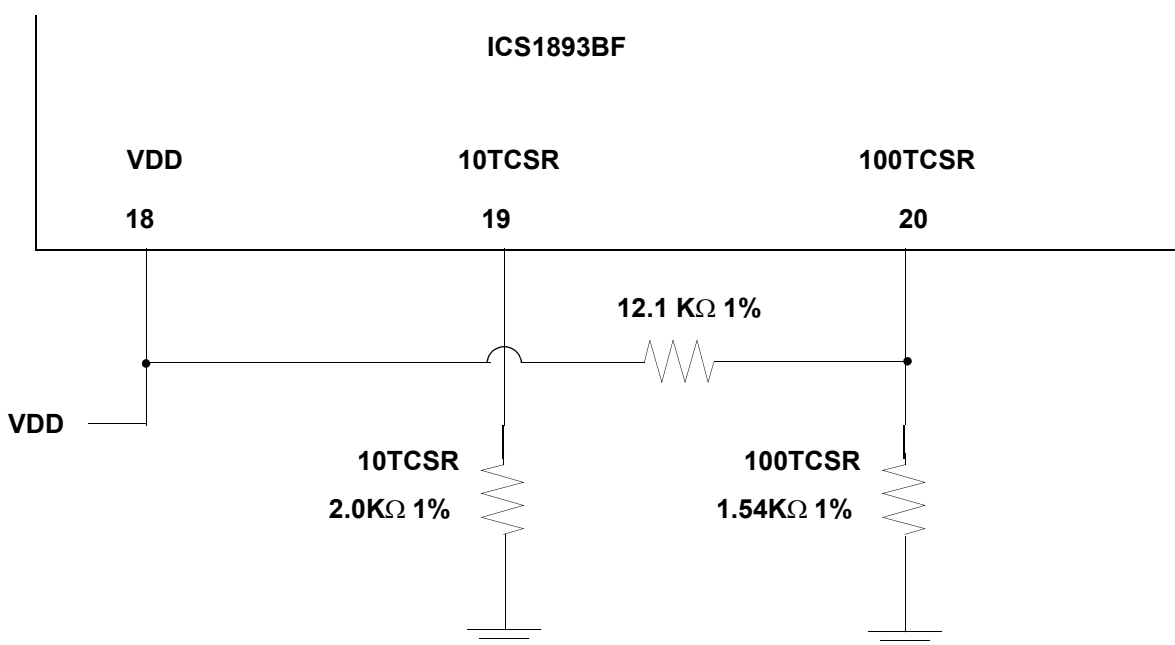 ICS1893BF
VDD 10TCSR 100TCSR
18 19 20
12.1 KΩ 1%
VDD
10TCSR 100TCSR
2.0KΩ 1% 1.54KΩ 1%